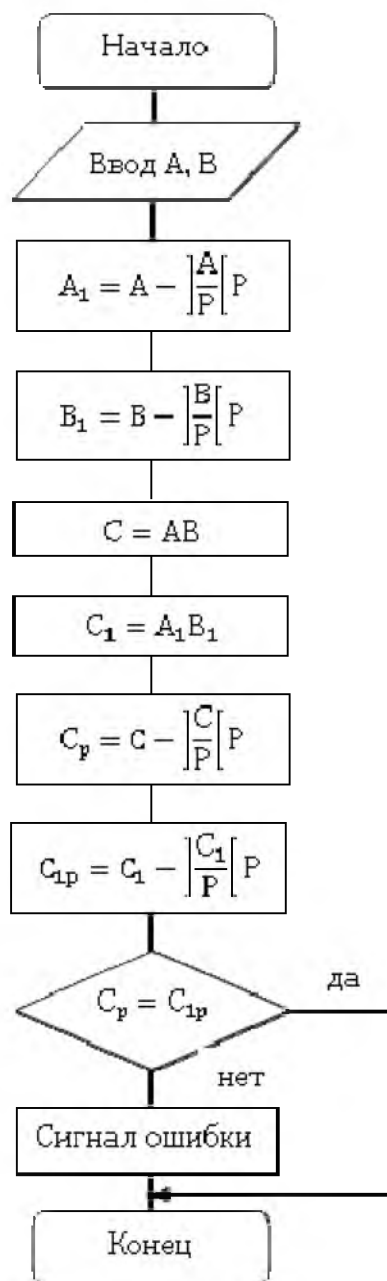 Начало
Ввод A, B
A₁ = A − ]A/P[ P
B₁ = B − ]B/P[ P
C = AB
C₁ = A₁B₁
Cₚ = C − ]C/P[ P
C₁ₚ = C₁ − ]C₁/P[ P
Cₚ = C₁ₚ
да
нет
Сигнал ошибки
Конец